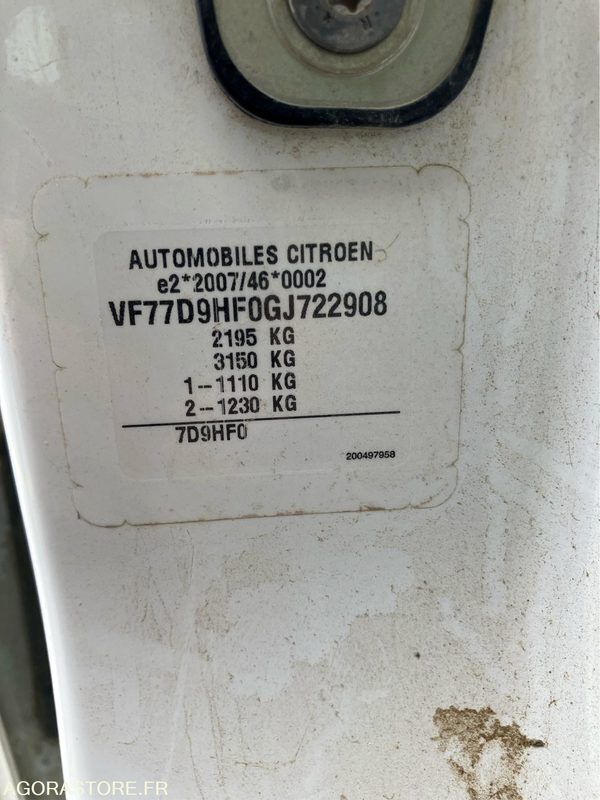 AUTOMOBILES CITROEN
e2*2007/46*0002
VF77D9HF0GJ722908
2195 KG
3150 KG
1--1110 KG
2--1230 KG
7D9HF0
200497958
AGORASTORE.FR